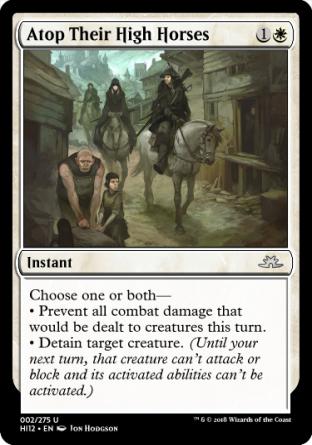 Atop Their High Horses 1
Instant
Choose one or both—
• Prevent all combat damage that
would be dealt to creatures this turn.
• Detain target creature. (Until your
next turn, that creature can't attack or
block and its activated abilities can't be
activated.)
002/275 U
HI12 • EN Jon Hodgson
™ & © 2018 Wizards of the Coast